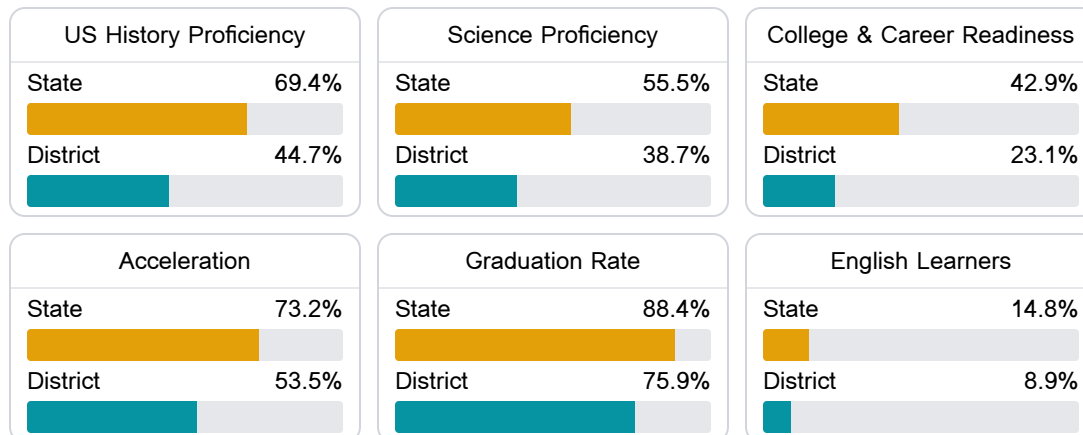 US History Proficiency
State 69.4%
District 44.7%
Science Proficiency
State 55.5%
District 38.7%
College & Career Readiness
State 42.9%
District 23.1%
Acceleration
State 73.2%
District 53.5%
Graduation Rate
State 88.4%
District 75.9%
English Learners
State 14.8%
District 8.9%